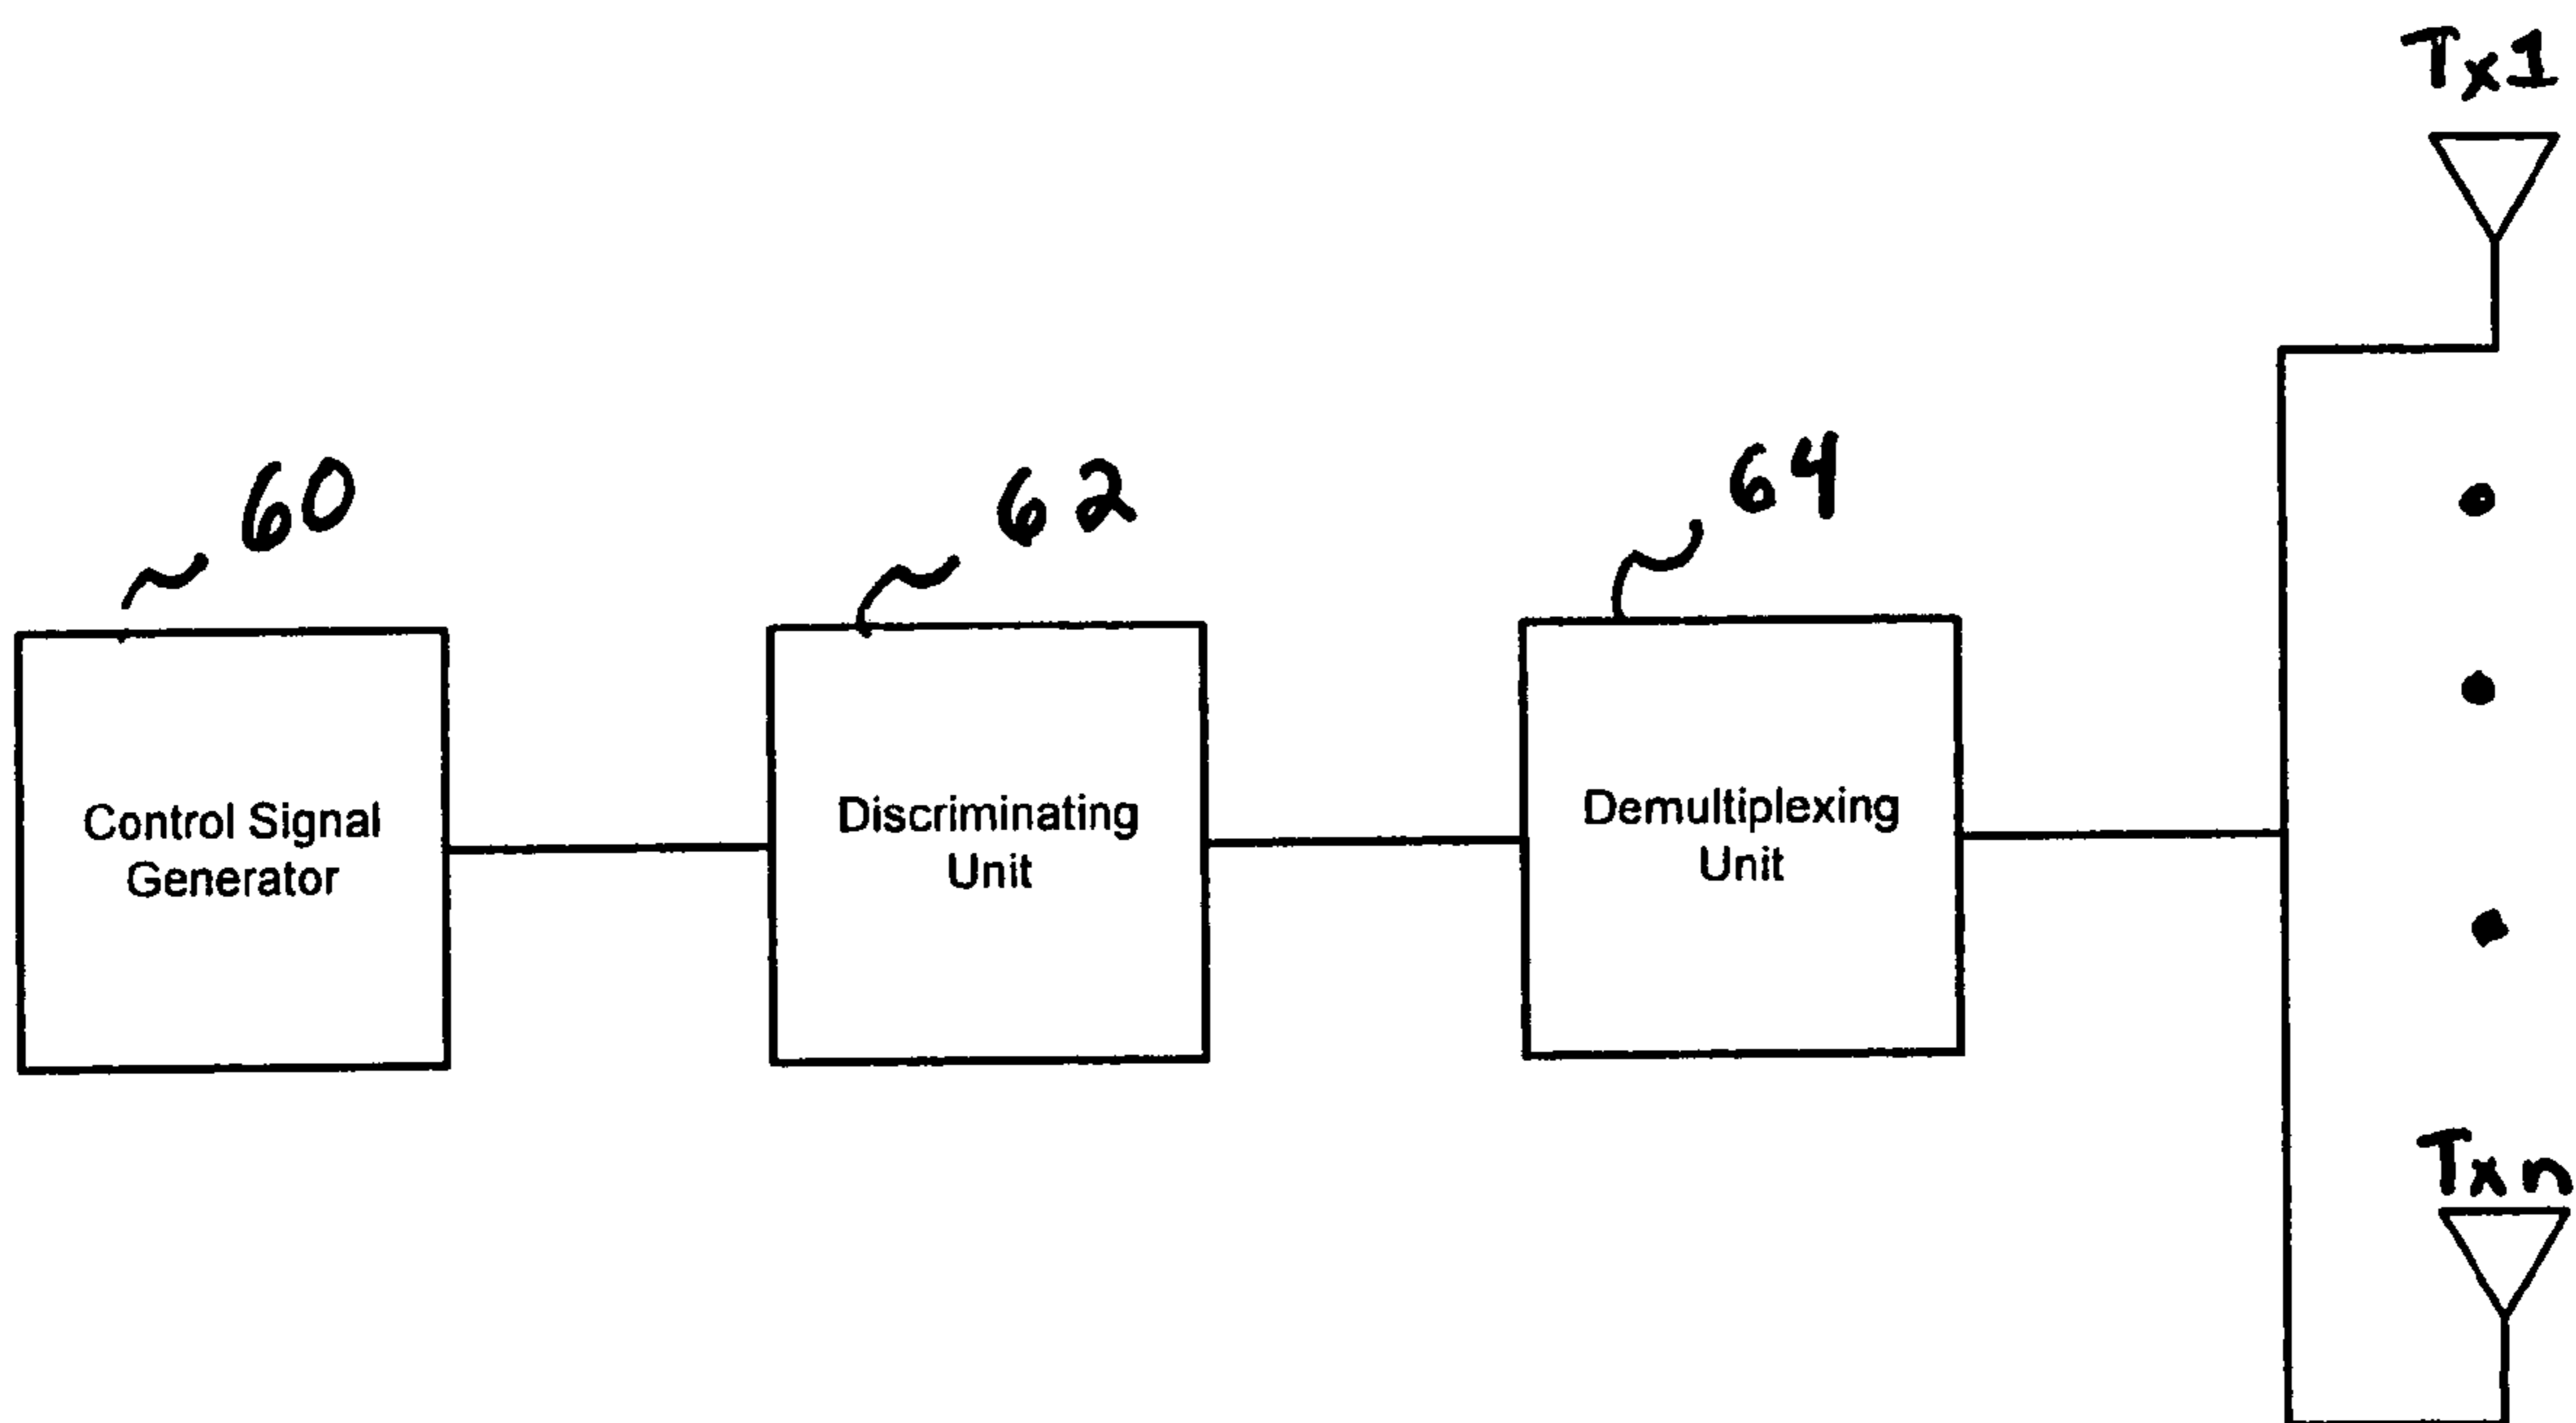 Tx1
60
62
64
Control Signal
Generator
Discriminating
Unit
Demultiplexing
Unit
Txn